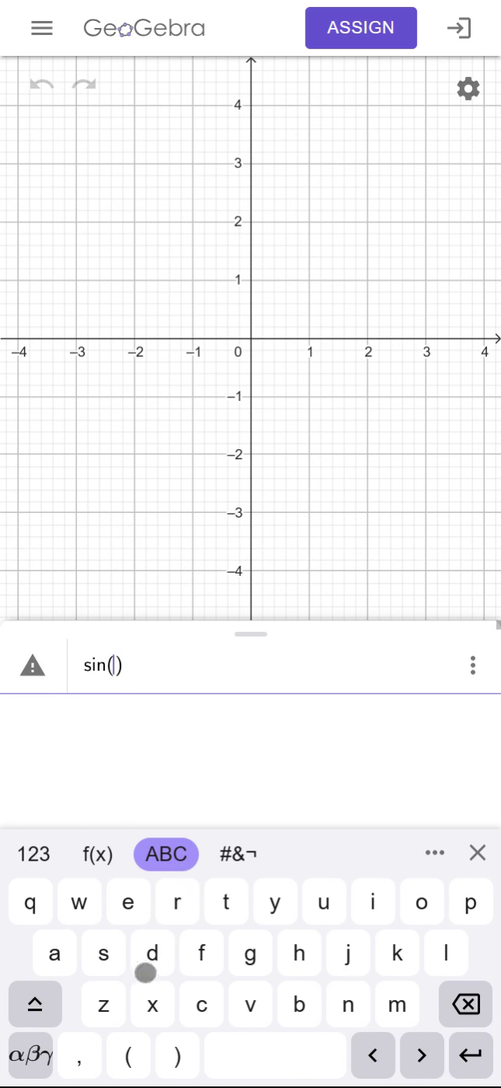 GeoGebra ASSIGN
4
3
2
1
–4 –3 –2 –1 0 1 2 3 4
–1
–2
–3
–4
sin()
123 f(x) ABC #&¬ ...
q w e r t y u i o p
a s d f g h j k l
z x c v b n m
αβγ , ( ) < >